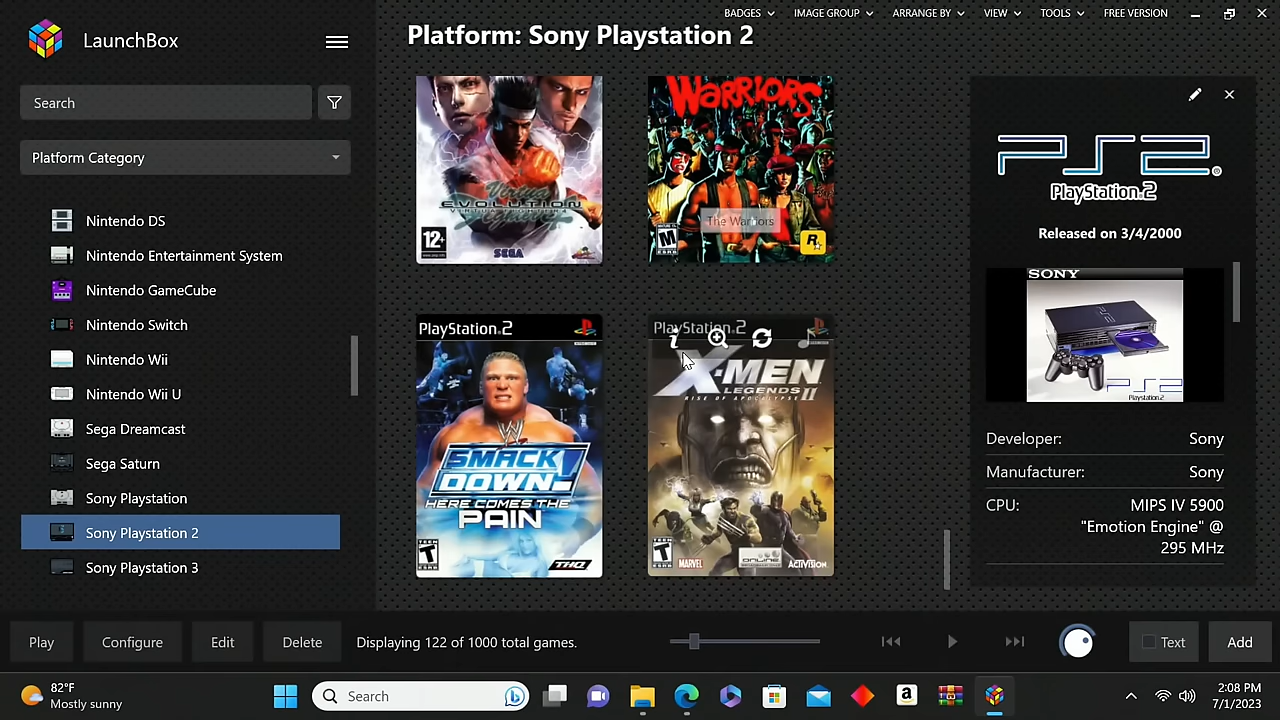 BADGES
IMAGE GROUP
ARRANGE BY
VIEW
TOOLS
FREE VERSION
LaunchBox
Platform: Sony Playstation 2
Search
Platform Category
Nintendo DS
Nintendo Entertainment System
Nintendo GameCube
Nintendo Switch
Nintendo Wii
Nintendo Wii U
Sega Dreamcast
Sega Saturn
Sony Playstation
Sony Playstation 2
Sony Playstation 3
EVOLUTION
12+
SEGA
WARRIORS
The Warriors
M
R
PlayStation.2
W
SMACK
DOWN!
HERE COMES THE
PAIN
T
THQ
PlayStation.2
X-MEN
LEGENDS II
RISE OF APOCALYPSE
T
MARVEL
ONLINE
ACTIVISION
PS2
PlayStation.2
Released on 3/4/2000
SONY
PS2
PlayStation.2
Developer: Sony
Manufacturer: Sony
CPU: MIPS IV 5900
"Emotion Engine" @
295 MHz
Play
Configure
Edit
Delete
Displaying 122 of 1000 total games.
Text
Add
82°F
Search
2:08 PM
7/1/2023